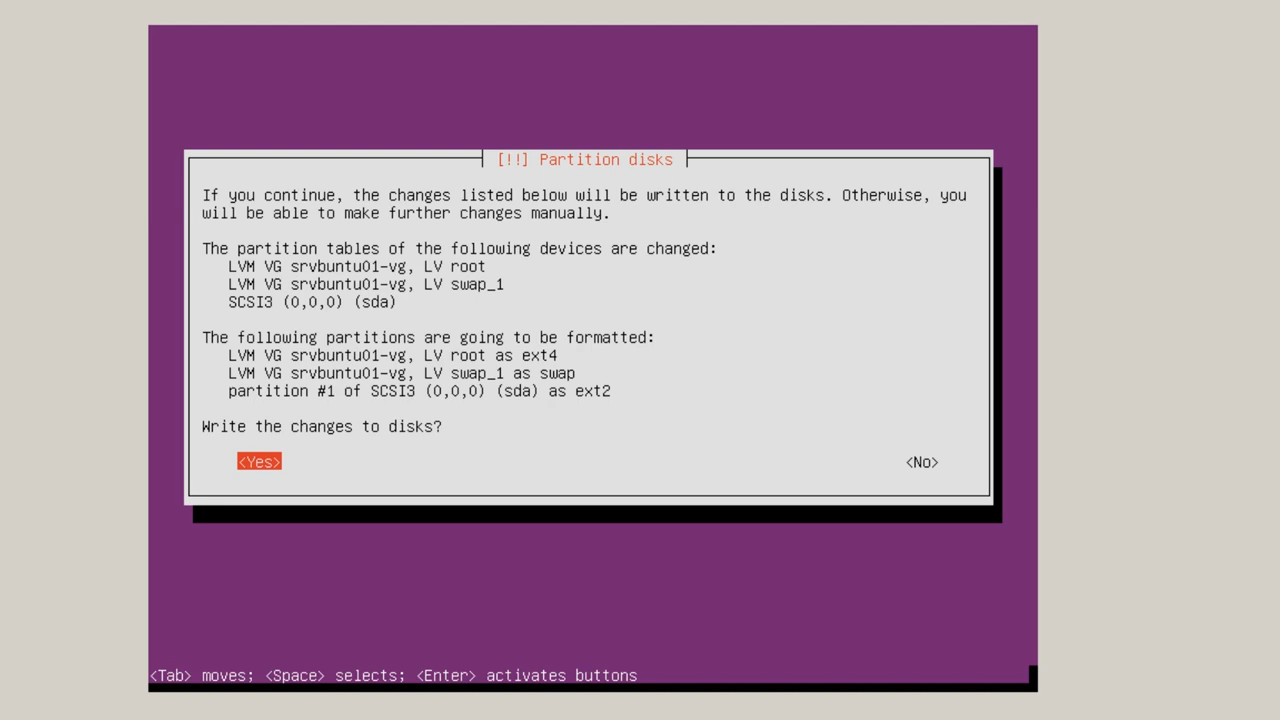 [!!] Partition disks
If you continue, the changes listed below will be written to the disks. Otherwise, you
will be able to make further changes manually.
The partition tables of the following devices are changed:
LVM VG srvbuntu01-vg, LV root
LVM VG srvbuntu01-vg, LV swap_1
SCSI3 (0,0,0) (sda)
The following partitions are going to be formatted:
LVM VG srvbuntu01-vg, LV root as ext4
LVM VG srvbuntu01-vg, LV swap_1 as swap
partition #1 of SCSI3 (0,0,0) (sda) as ext2
Write the changes to disks?
<Yes> <No>
<Tab> moves; <Space> selects; <Enter> activates buttons